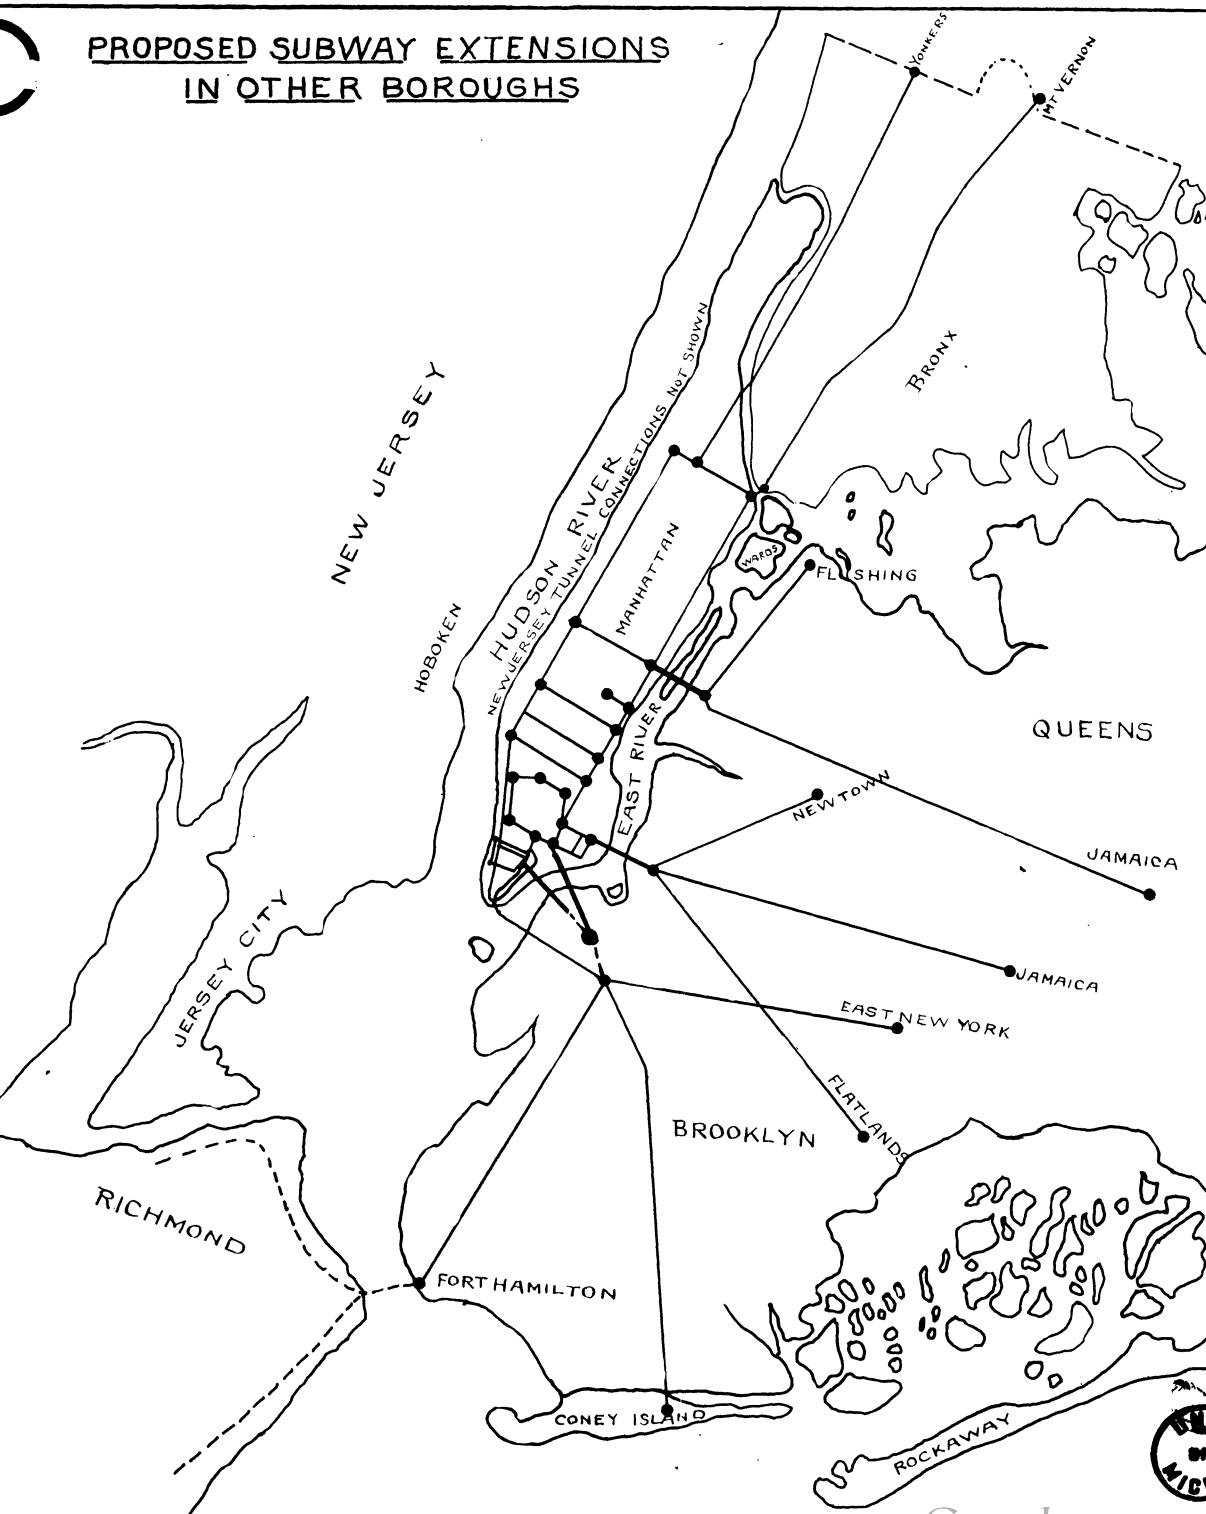 PROPOSED SUBWAY EXTENSIONS
IN OTHER BOROUGHS
YONKERS
MT VERNON
BRONX
NEW JERSEY
HUDSON RIVER
NEW JERSEY TUNNEL CONNECTIONS NOT SHOWN
MANHATTAN
WARDS
FLUSHING
HOBOKEN
QUEENS
EAST RIVER
NEWTOWN
JAMAICA
JERSEY CITY
JAMAICA
EAST NEW YORK
FLATLANDS
BROOKLYN
RICHMOND
FORT HAMILTON
CONEY ISLAND
ROCKAWAY